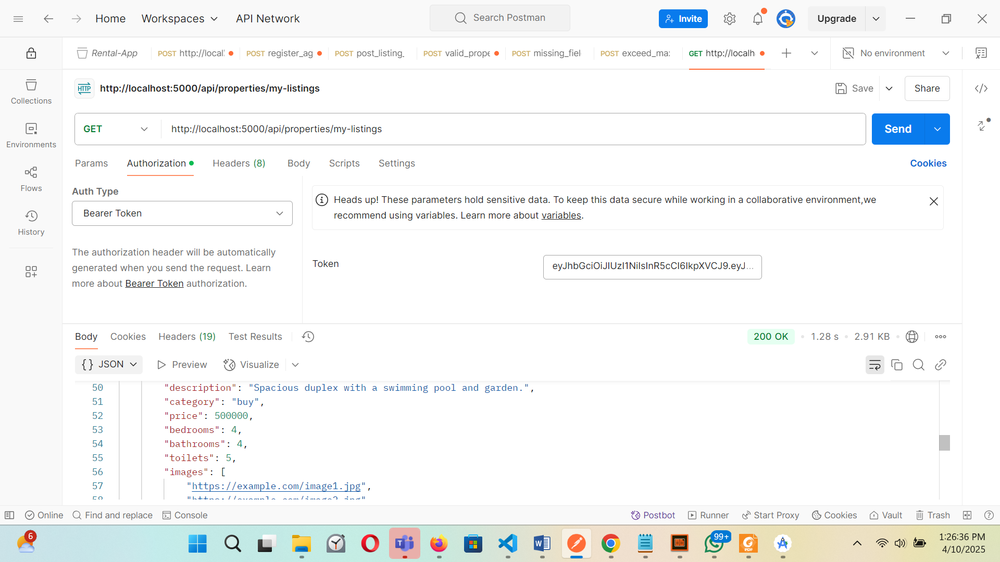 Home
Workspaces
API Network
Search Postman
Invite
Upgrade
Rental-App
POST http://local
POST register_ag
POST post_listing_
POST valid_prope
POST missing_fiel
POST exceed_ma
GET http://localh
No environment
http://localhost:5000/api/properties/my-listings
Save
Share
GET
http://localhost:5000/api/properties/my-listings
Send
Collections
Environments
Flows
History
Params
Authorization
Headers (8)
Body
Scripts
Settings
Cookies
Auth Type
Bearer Token
The authorization header will be automatically
generated when you send the request. Learn
more about Bearer Token authorization.
Heads up! These parameters hold sensitive data. To keep this data secure while working in a collaborative environment,we
recommend using variables. Learn more about variables.
Token
eyJhbGciOiJIUzI1NiIsInR5cCI6IkpXVCJ9.eyJ...
Body
Cookies
Headers (19)
Test Results
200 OK
1.28 s
2.91 KB
{} JSON
Preview
Visualize
50 "description": "Spacious duplex with a swimming pool and garden.",
51 "category": "buy",
52 "price": 500000,
53 "bedrooms": 4,
54 "bathrooms": 4,
55 "toilets": 5,
56 "images": [
57 "https://example.com/image1.jpg",
58 "https://example.com/image2.jpg"
Online
Find and replace
Console
Postbot
Runner
Start Proxy
Cookies
Vault
Trash
6
99+
1:26:36 PM
4/10/2025